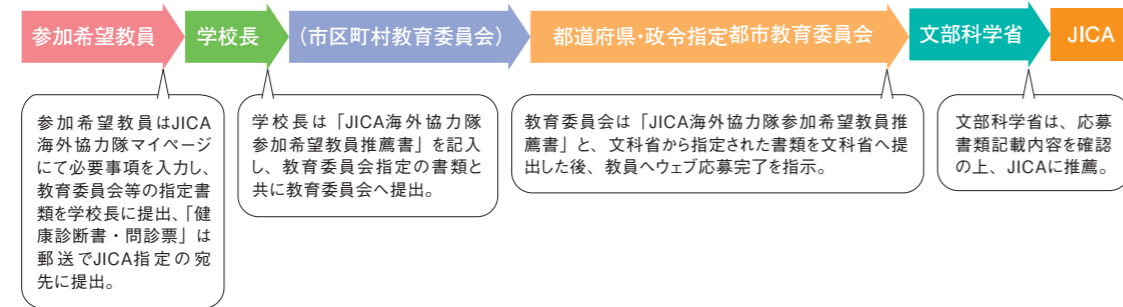 参加希望教員
学校長
(市区町村教育委員会)
都道府県・政令指定都市教育委員会
文部科学省
JICA
参加希望教員はJICA
海外協力隊マイページ
にて必要事項を入力し、
教育委員会等の指定書
類を学校長に提出、「健
康診断書・問診票」は
郵送でJICA指定の宛
先に提出。
学校長は「JICA海外協力隊
参加希望教員推薦書」を記入
し、教育委員会指定の書類と
共に教育委員会へ提出。
教育委員会は「JICA海外協力隊参加希望教員推
薦書」と、文科省から指定された書類を文科省へ提
出した後、教員へウェブ応募完了を指示。
文部科学省は、応募
書類記載内容を確認
の上、JICAに推薦。